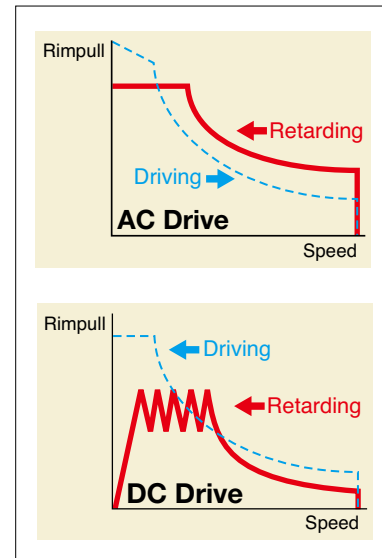 Rimpull
Retarding
Driving
AC Drive
Speed
Rimpull
Driving
Retarding
DC Drive
Speed